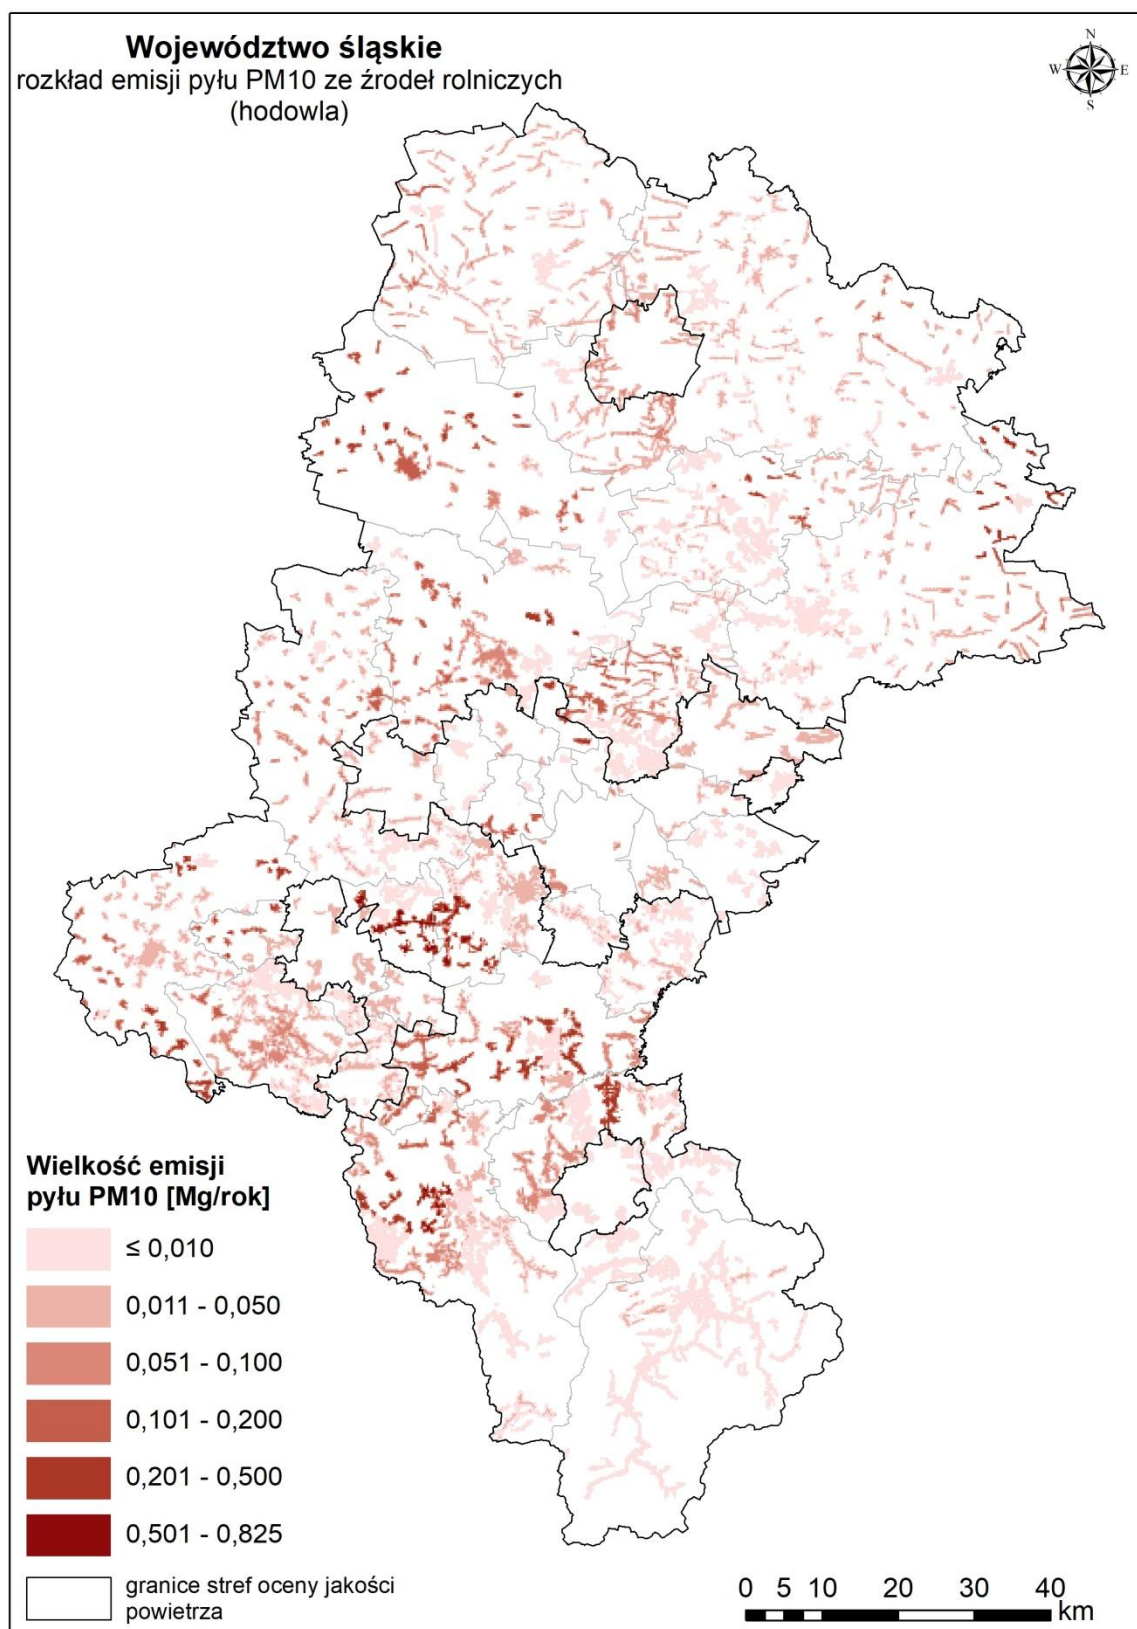 Województwo śląskie
rozkład emisji pyłu PM10 ze źrodeł rolniczych
(hodowla)
N
W E
S
Wielkość emisji
pyłu PM10 [Mg/rok]
≤ 0,010
0,011 - 0,050
0,051 - 0,100
0,101 - 0,200
0,201 - 0,500
0,501 - 0,825
granice stref oceny jakości
powietrza
0 5 10 20 30 40
km